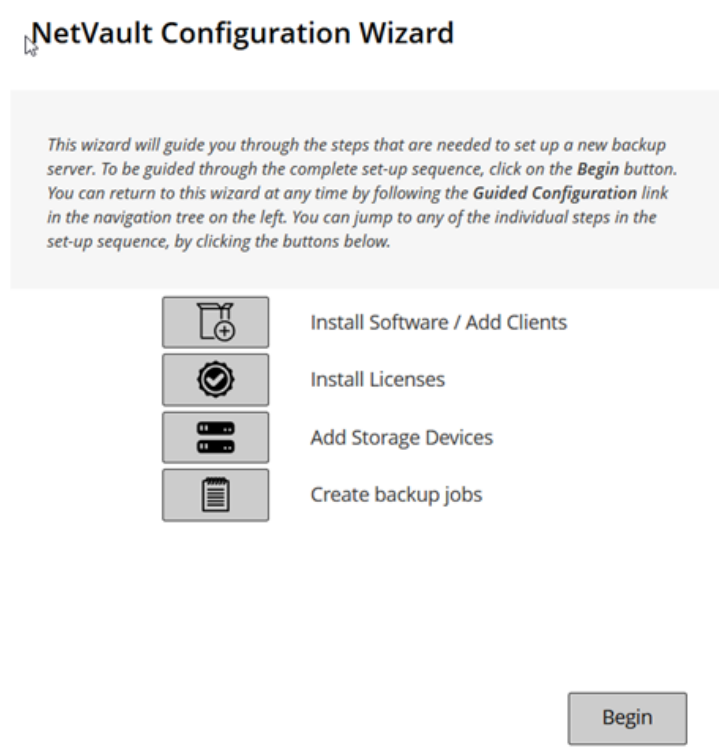 NetVault Configuration Wizard
This wizard will guide you through the steps that are needed to set up a new backup
server. To be guided through the complete set-up sequence, click on the Begin button.
You can return to this wizard at any time by following the Guided Configuration link
in the navigation tree on the left. You can jump to any of the individual steps in the
set-up sequence, by clicking the buttons below.
Install Software / Add Clients
Install Licenses
Add Storage Devices
Create backup jobs
Begin